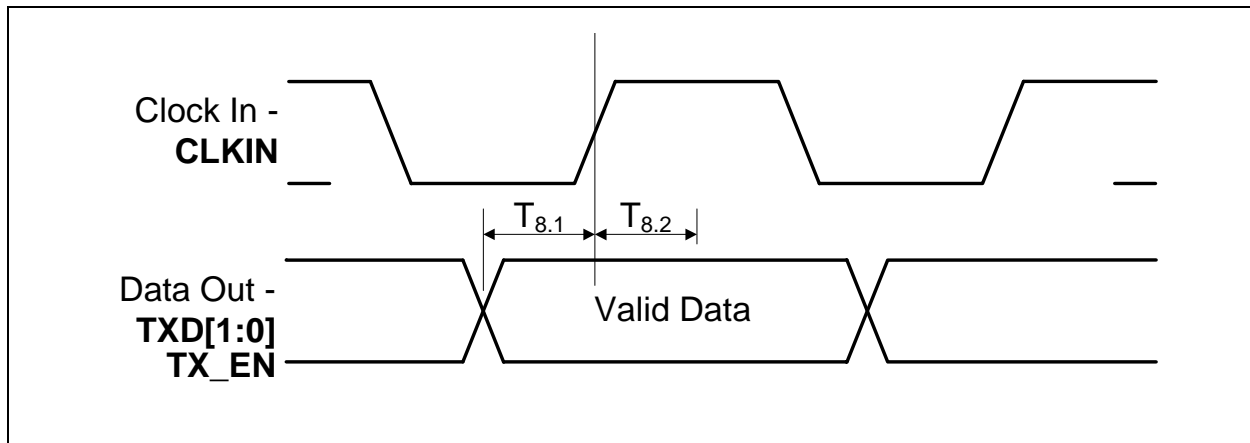 Clock In -
CLKIN
T8.1 T8.2
Data Out -
TXD[1:0]
TX_EN
Valid Data